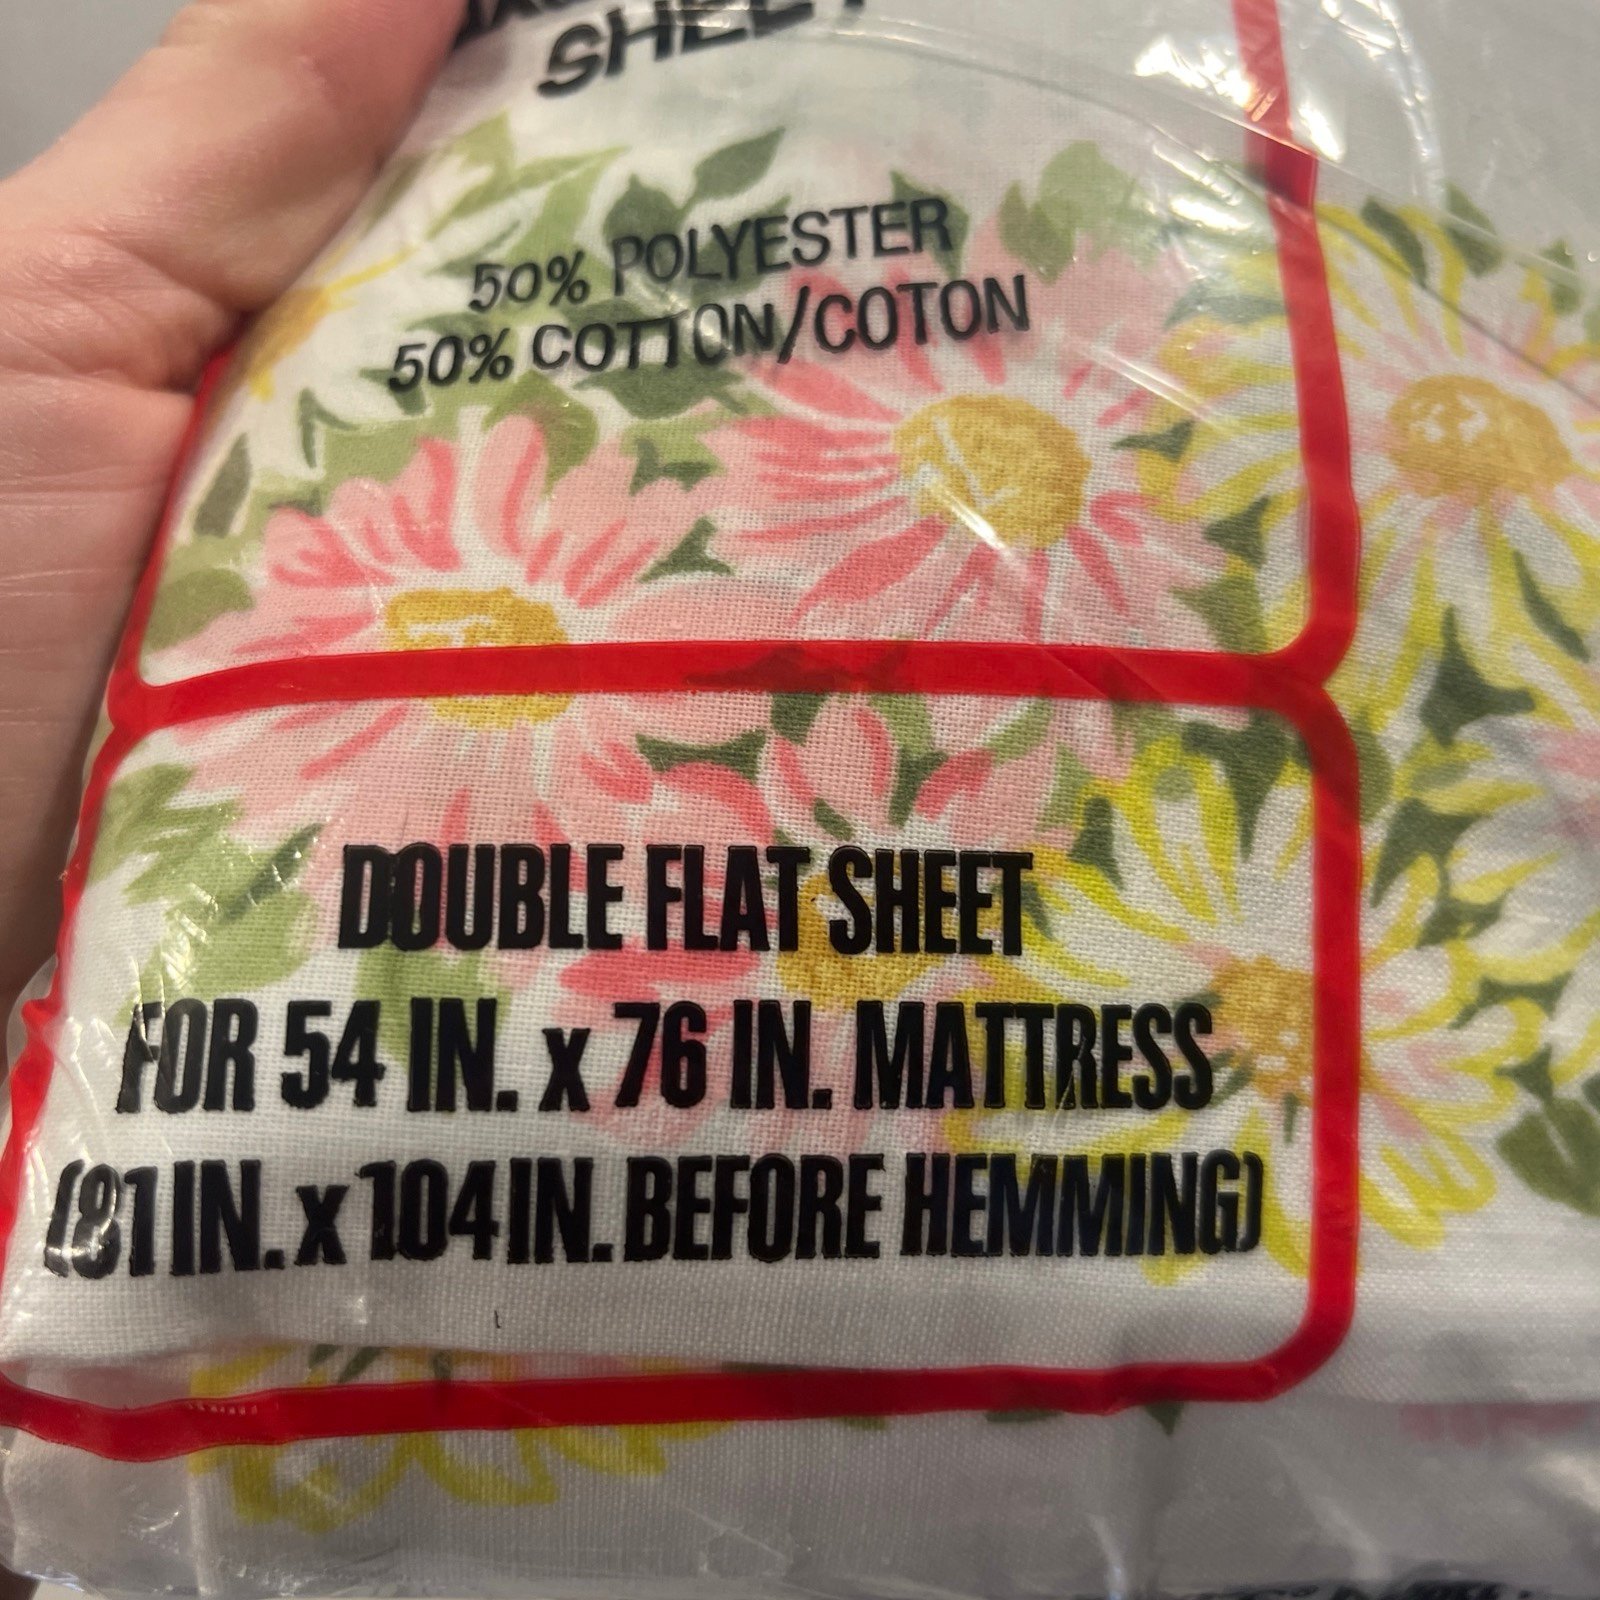 SHEET
50% POLYESTER
50% COTTON/COTON
DOUBLE FLAT SHEET
FOR 54 IN. x 76 IN. MATTRESS
(81 IN. x 104 IN. BEFORE HEMMING)